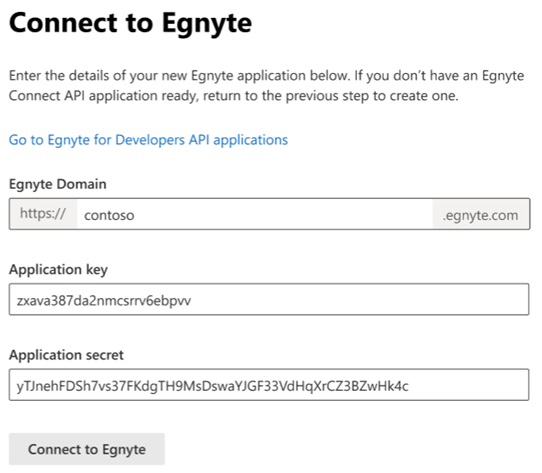 Connect to Egnyte
Enter the details of your new Egnyte application below. If you don't have an Egnyte
Connect API application ready, return to the previous step to create one.
Go to Egnyte for Developers API applications
Egnyte Domain
https:// contoso .egnyte.com
Application key
zxava387da2nmcsrrv6ebpvv
Application secret
yTJnehFDSh7vs37FKdgTH9MsDswaYJGF33VdHqXrCZ3BZwHk4c
Connect to Egnyte